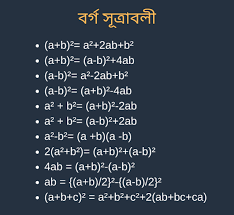 বর্গ সূত্রাবলী
• (a+b)²= a²+2ab+b²
• (a+b)²= (a-b)²+4ab
• (a-b)²= a²-2ab+b²
• (a-b)²= (a+b)²-4ab
• a² + b²= (a+b)²-2ab
• a² + b²= (a-b)²+2ab
• a²-b²= (a +b)(a -b)
• 2(a²+b²)= (a+b)²+(a-b)²
• 4ab = (a+b)²-(a-b)²
• ab = {(a+b)/2}²-{(a-b)/2}²
• (a+b+c)² = a²+b²+c²+2(ab+bc+ca)